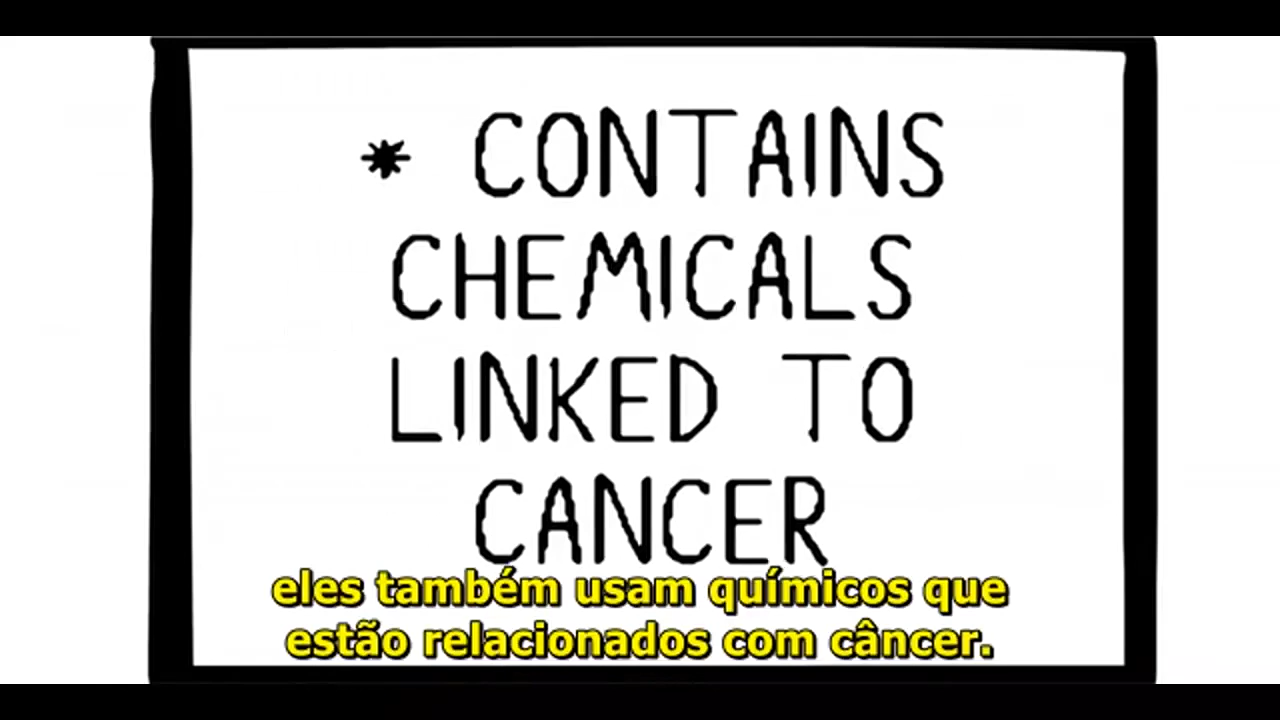 * CONTAINS
CHEMICALS
LINKED TO
CANCER
eles também usam químicos que
estão relacionados com câncer.